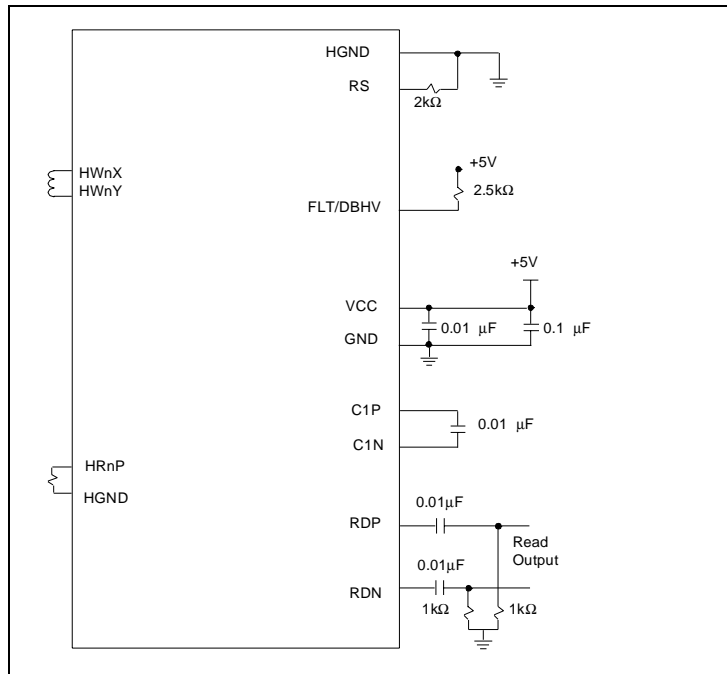 HGND
RS
2kΩ
HWnX
HWnY
+5V
2.5kΩ
FLT/DBHV
+5V
VCC
0.01 μF
0.1 μF
GND
C1P
0.01 μF
C1N
HRnP
HGND
0.01μF
RDP
Read
Output
0.01μF
RDN
1kΩ
1kΩ